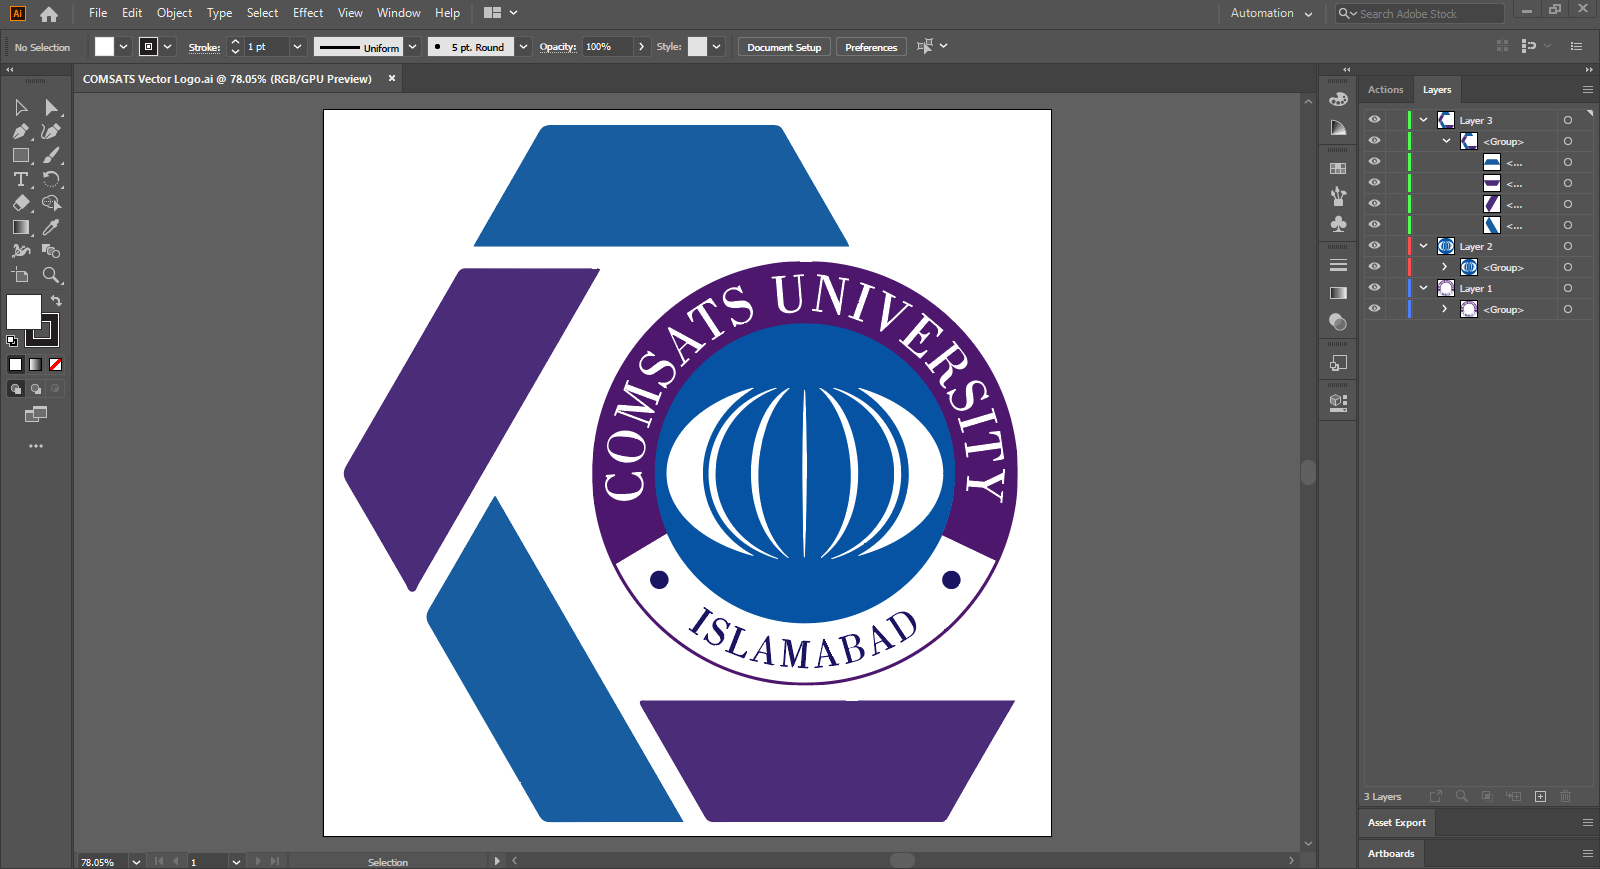 Ai File Edit Object Type Select Effect View Window Help Automation Search Adobe Stock
No Selection Stroke: 1 pt Uniform 5 pt. Round Opacity: 100% Style: Document Setup Preferences
COMSATS Vector Logo.ai @ 78.05% (RGB/GPU Preview) ×
Actions Layers
Layer 3
<Group>
<...
<...
<...
<...
Layer 2
<Group>
Layer 1
<Group>
COMSATS UNIVERSITY
ISLAMABAD
3 Layers
Asset Export
Artboards
78.05% 1 Selection